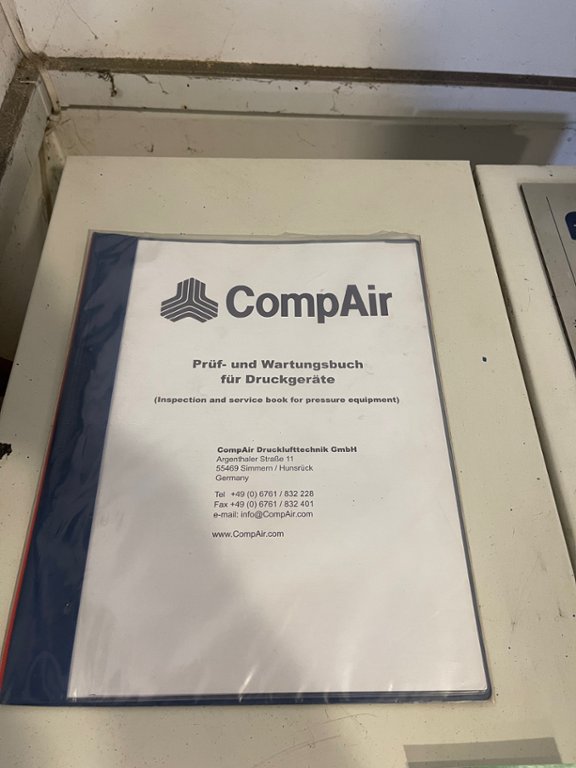 CompAir
Prüf- und Wartungsbuch
für Druckgeräte
(Inspection and service book for pressure equipment)
CompAir Drucklufttechnik GmbH
Argenthaler Straße 11
55469 Simmern / Hunsrück
Germany
Tel +49 (0) 6761 / 832 228
Fax +49 (0) 6761 / 832 401
e-mail: info@CompAir.com
www.CompAir.com